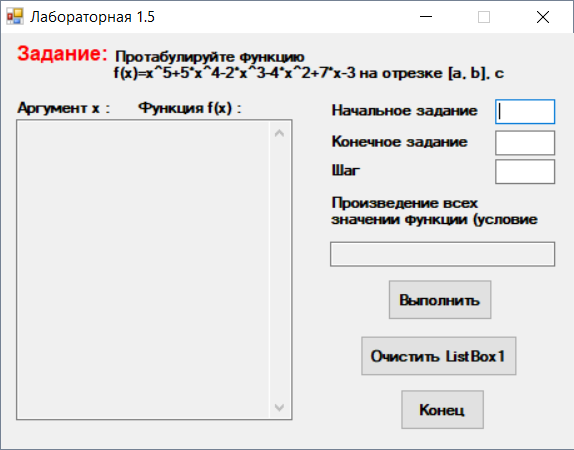 Лабораторная 1.5
Задание: Протабулируйте функцию
f(x)=x^5+5*x^4-2*x^3-4*x^2+7*x-3 на отрезке [a, b], с
Аргумент x : Функция f(x) :
Начальное задание
Конечное задание
Шаг
Произведение всех
значении функции (условие
Выполнить
Очистить ListBox1
Конец